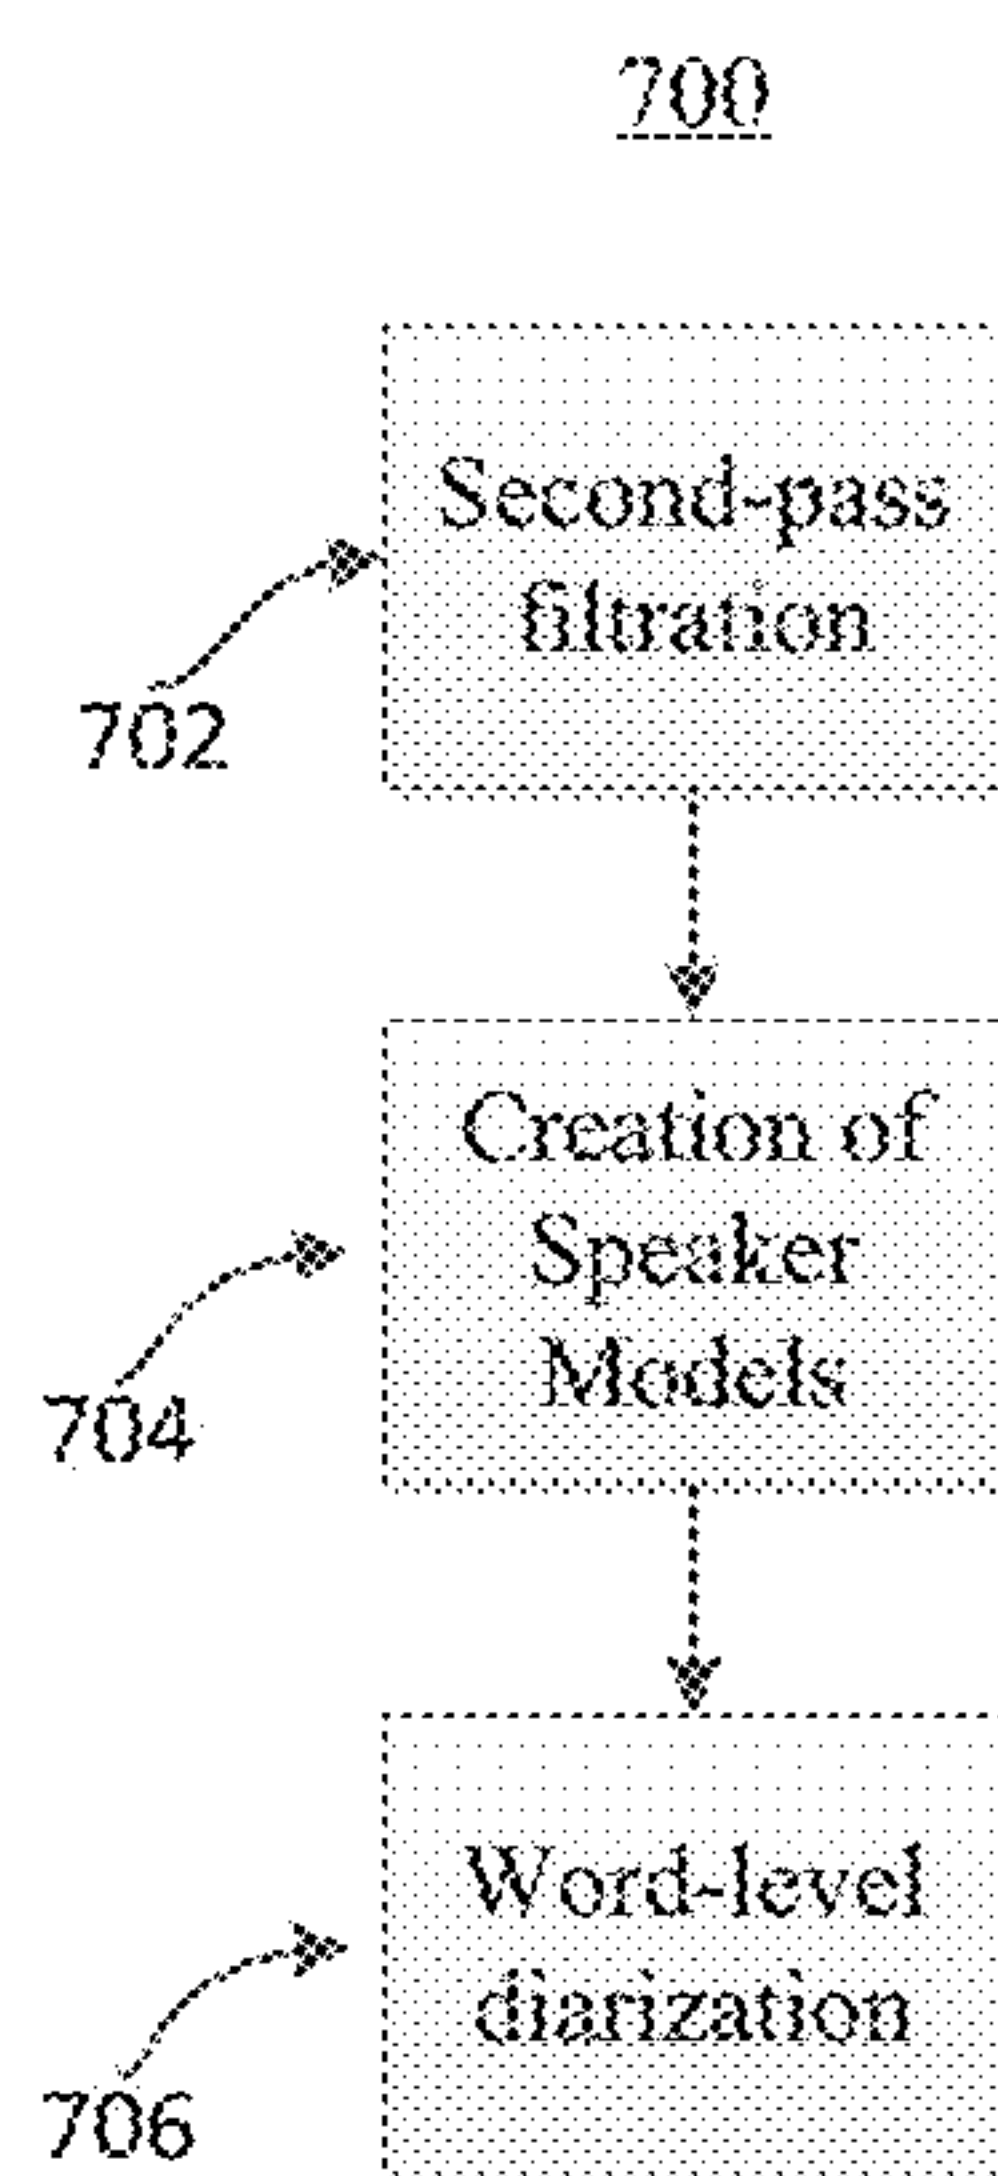 700
Second-pass
filtration
702
Creation of
Speaker
Models
704
Word-level
diarization
706